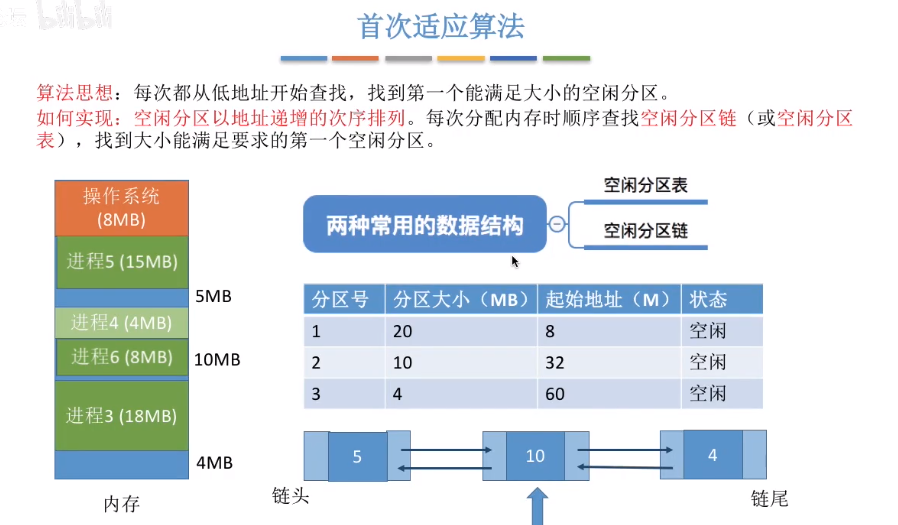 bilibili
首次适应算法
算法思想：每次都从低地址开始查找，找到第一个能满足大小的空闲分区。
如何实现：空闲分区以地址递增的次序排列。每次分配内存时顺序查找空闲分区链（或空闲分区
表），找到大小能满足要求的第一个空闲分区。
操作系统
(8MB)
进程5 (15MB)
5MB
进程4 (4MB)
进程6 (8MB)
10MB
进程3 (18MB)
4MB
内存
两种常用的数据结构
空闲分区表
空闲分区链
分区号 分区大小（MB） 起始地址（M） 状态
1 20 8 空闲
2 10 32 空闲
3 4 60 空闲
5 10 4
链头 链尾